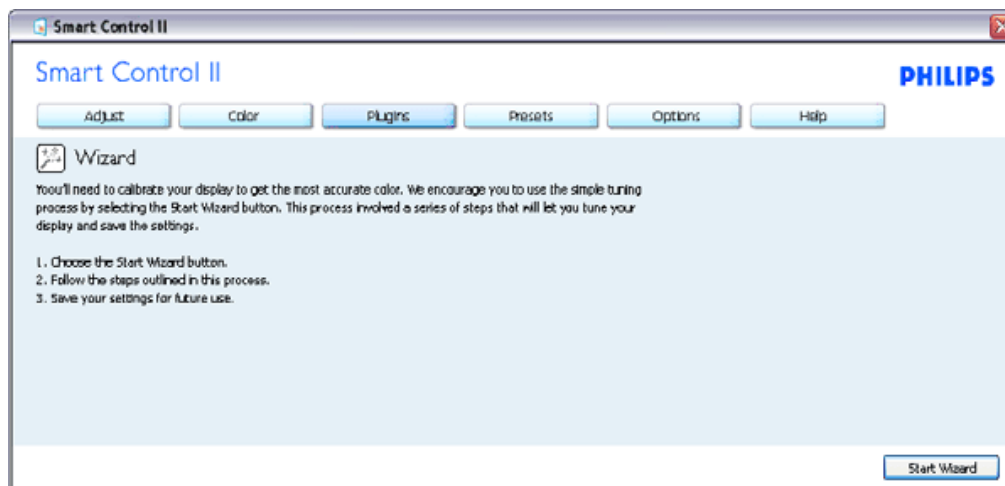 Smart Control II
Smart Control II
PHILIPS
Adjust Color Plugins Presets Options Help
Wizard
Yoou'll need to calibrate your display to get the most accurate color. We encourage you to use the simple tuning
process by selecting the Start Wizard button. This process involved a series of steps that will let you tune your
display and save the settings.
1. Choose the Start Wizard button.
2. Follow the steps outlined in this process.
3. Save your settings for future use.
Start Wizard